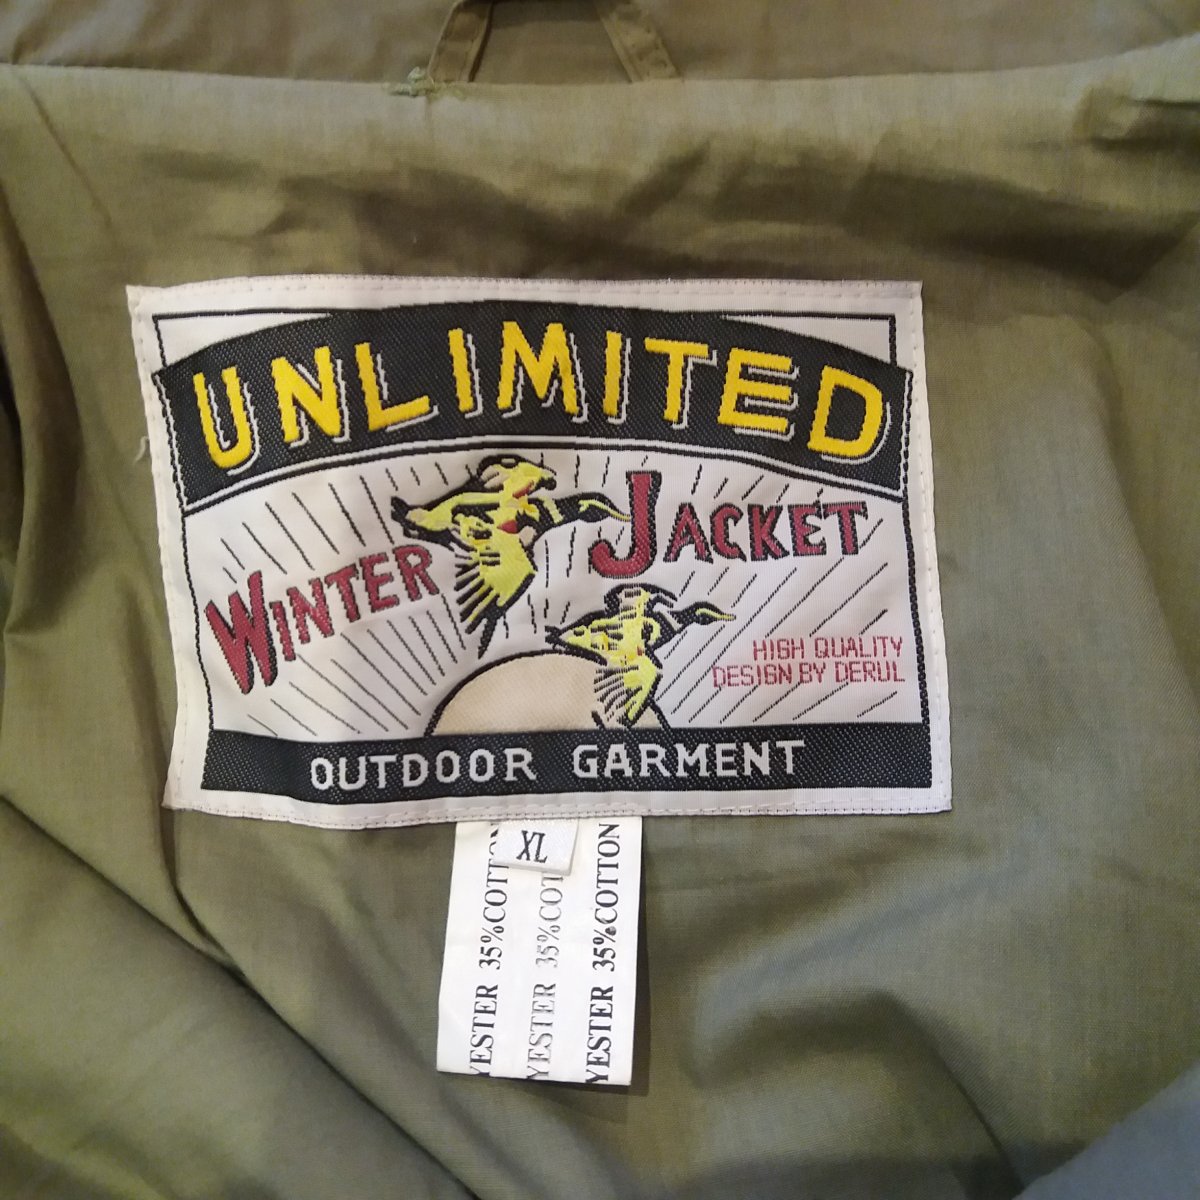 UNLIMITED
WINTER JACKET
HIGH QUALITY
DESIGN BY DERUL
OUTDOOR GARMENT
XL
YESTER 35%COTTON
YESTER 35%COT
YESTER 35%COTTON